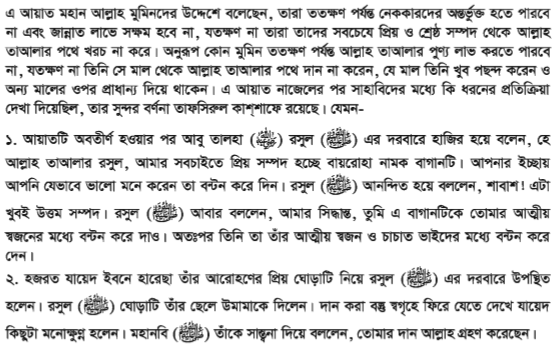 এ আয়াতে মহান আল্লাহ মুমিনদের উদ্দেশে বলেছেন, তারা ততক্ষণ পর্যন্ত নেককারদের অন্তর্ভুক্ত হতে পারবে
না এবং জান্নাত লাভে সক্ষম হবে না, যতক্ষণ না তারা তাদের সবচেয়ে প্রিয় ও শ্রেষ্ঠ সম্পদ থেকে আল্লাহ
তাআলার পথে খরচ না করে। অনুরূপ কোন মুমিন ততক্ষণ পর্যন্ত আল্লাহ তাআলার পুণ্য লাভ করতে পারবে
না, যতক্ষণ না তিনি সে মাল থেকে আল্লাহ তাআলার পথে দান না করেন, যে মাল তিনি খুব পছন্দ করেন ও
অন্য মালের ওপর প্রাধান্য দিয়ে থাকেন। এ আয়াত নাজেলের পর সাহাবিদের মধ্যে কি ধরনের প্রতিক্রিয়া
দেখা দিয়েছিল, তার সুন্দর বর্ণনা তাফসিরুল কাশ্শাফে রয়েছে। যেমন-
১. আয়াতটি অবতীর্ণ হওয়ার পর আবু তালহা () রসুল (ﷺ) এর দরবারে হাজির হয়ে বলেন, হে
আল্লাহ তাআলার রসুল, আমার সবচাইতে প্রিয় সম্পদ হচ্ছে বায়রোহা নামক বাগানটি। আপনার ইচ্ছায়
আপনি যেভাবে ভালো মনে করেন তা বন্টন করে দিন। রসুল (ﷺ) আনন্দিত হয়ে বললেন, শাবাশ! এটা
খুবই উত্তম সম্পদ। রসুল (ﷺ) আবার বললেন, আমার সিদ্ধান্ত, তুমি এ বাগানটিকে তোমার আত্মীয়
স্বজনের মধ্যে বন্টন করে দাও। অতঃপর তিনি তা তাঁর আত্মীয় স্বজন ও চাচাত ভাইদের মধ্যে বন্টন করে
দেন।
২. হজরত যায়েদ ইবনে হারেছা তাঁর আরোহণের প্রিয় ঘোড়াটি নিয়ে রসুল (ﷺ) এর দরবারে উপস্থিত
হলেন। রসুল (ﷺ) ঘোড়াটি তাঁর ছেলে উমামাকে দিলেন। দান করা বস্তু স্বগৃহে ফিরে যেতে দেখে যায়েদ
কিছুটা মনোক্ষুণ্ন হলেন। মহানবি (ﷺ) তাঁকে সান্ত্বনা দিয়ে বললেন, তোমার দান আল্লাহ গ্রহণ করেছেন।